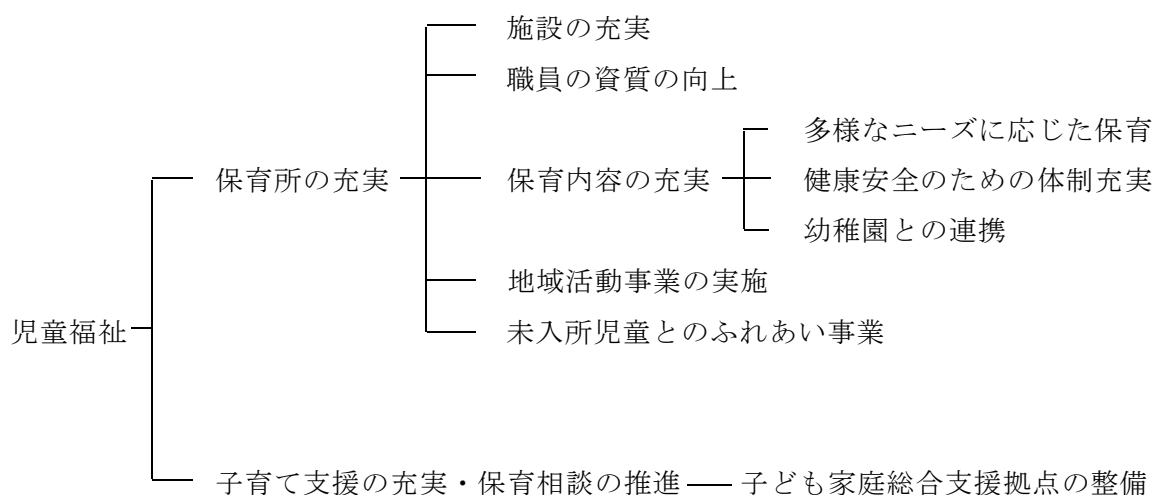 施設の充実
職員の資質の向上
多様なニーズに応じた保育
保育所の充実
保育内容の充実
健康安全のための体制充実
幼稚園との連携
地域活動事業の実施
児童福祉
未入所児童とのふれあい事業
子育て支援の充実・保育相談の推進
子ども家庭総合支援拠点の整備